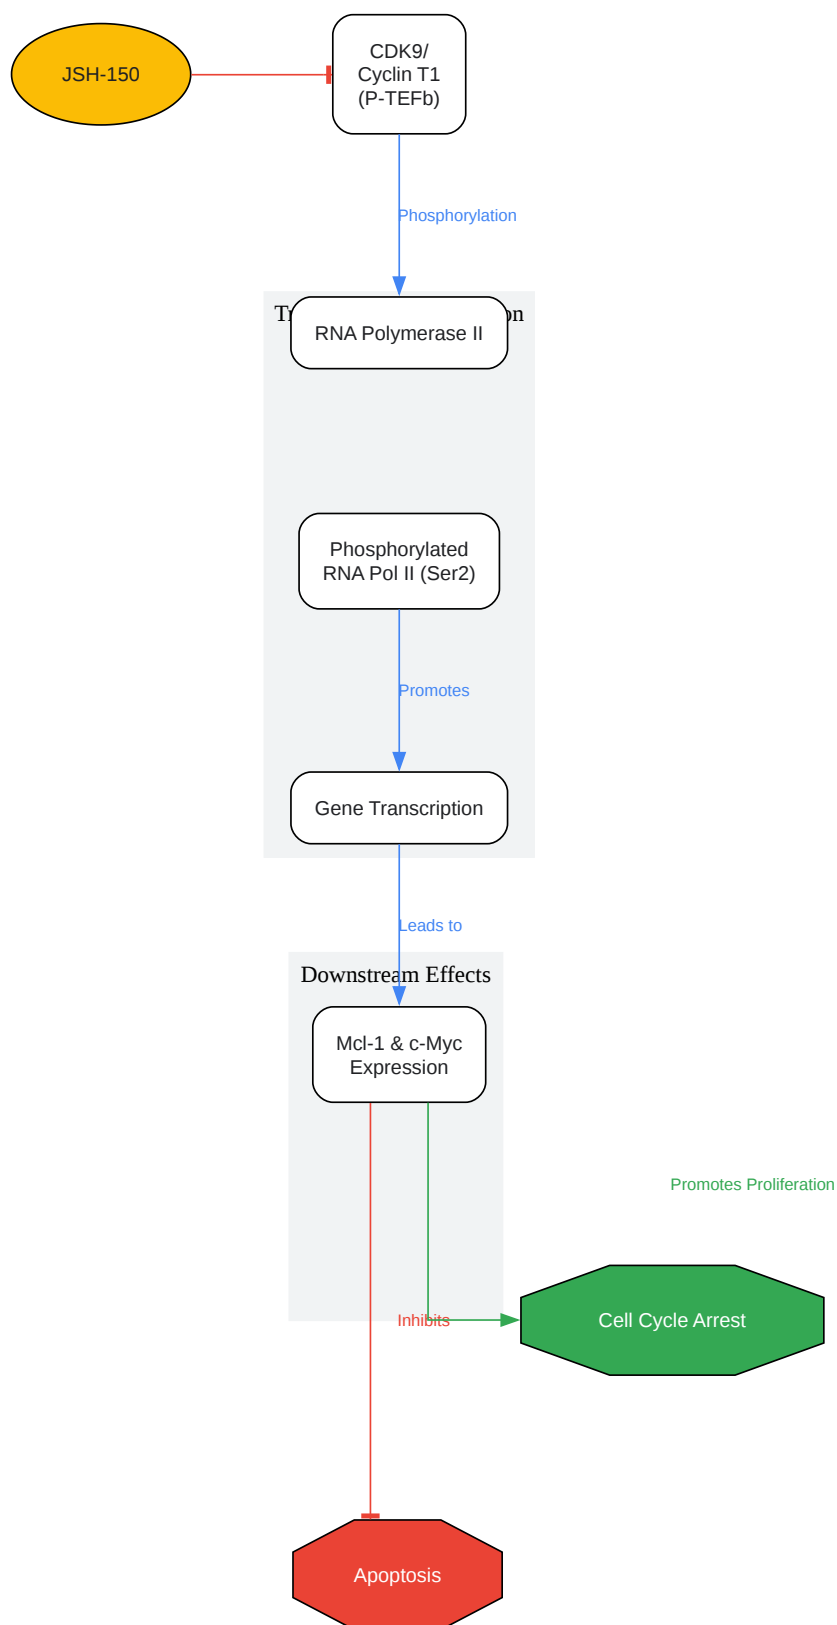 JSH-150
CDK9/
Cyclin T1
(P-TEFb)
Phosphorylation
RNA Polymerase II
Phosphorylated
RNA Pol II (Ser2)
Promotes
Gene Transcription
Leads to
Downstream Effects
Mcl-1 & c-Myc
Expression
Promotes Proliferation
Inhibits
Cell Cycle Arrest
Apoptosis